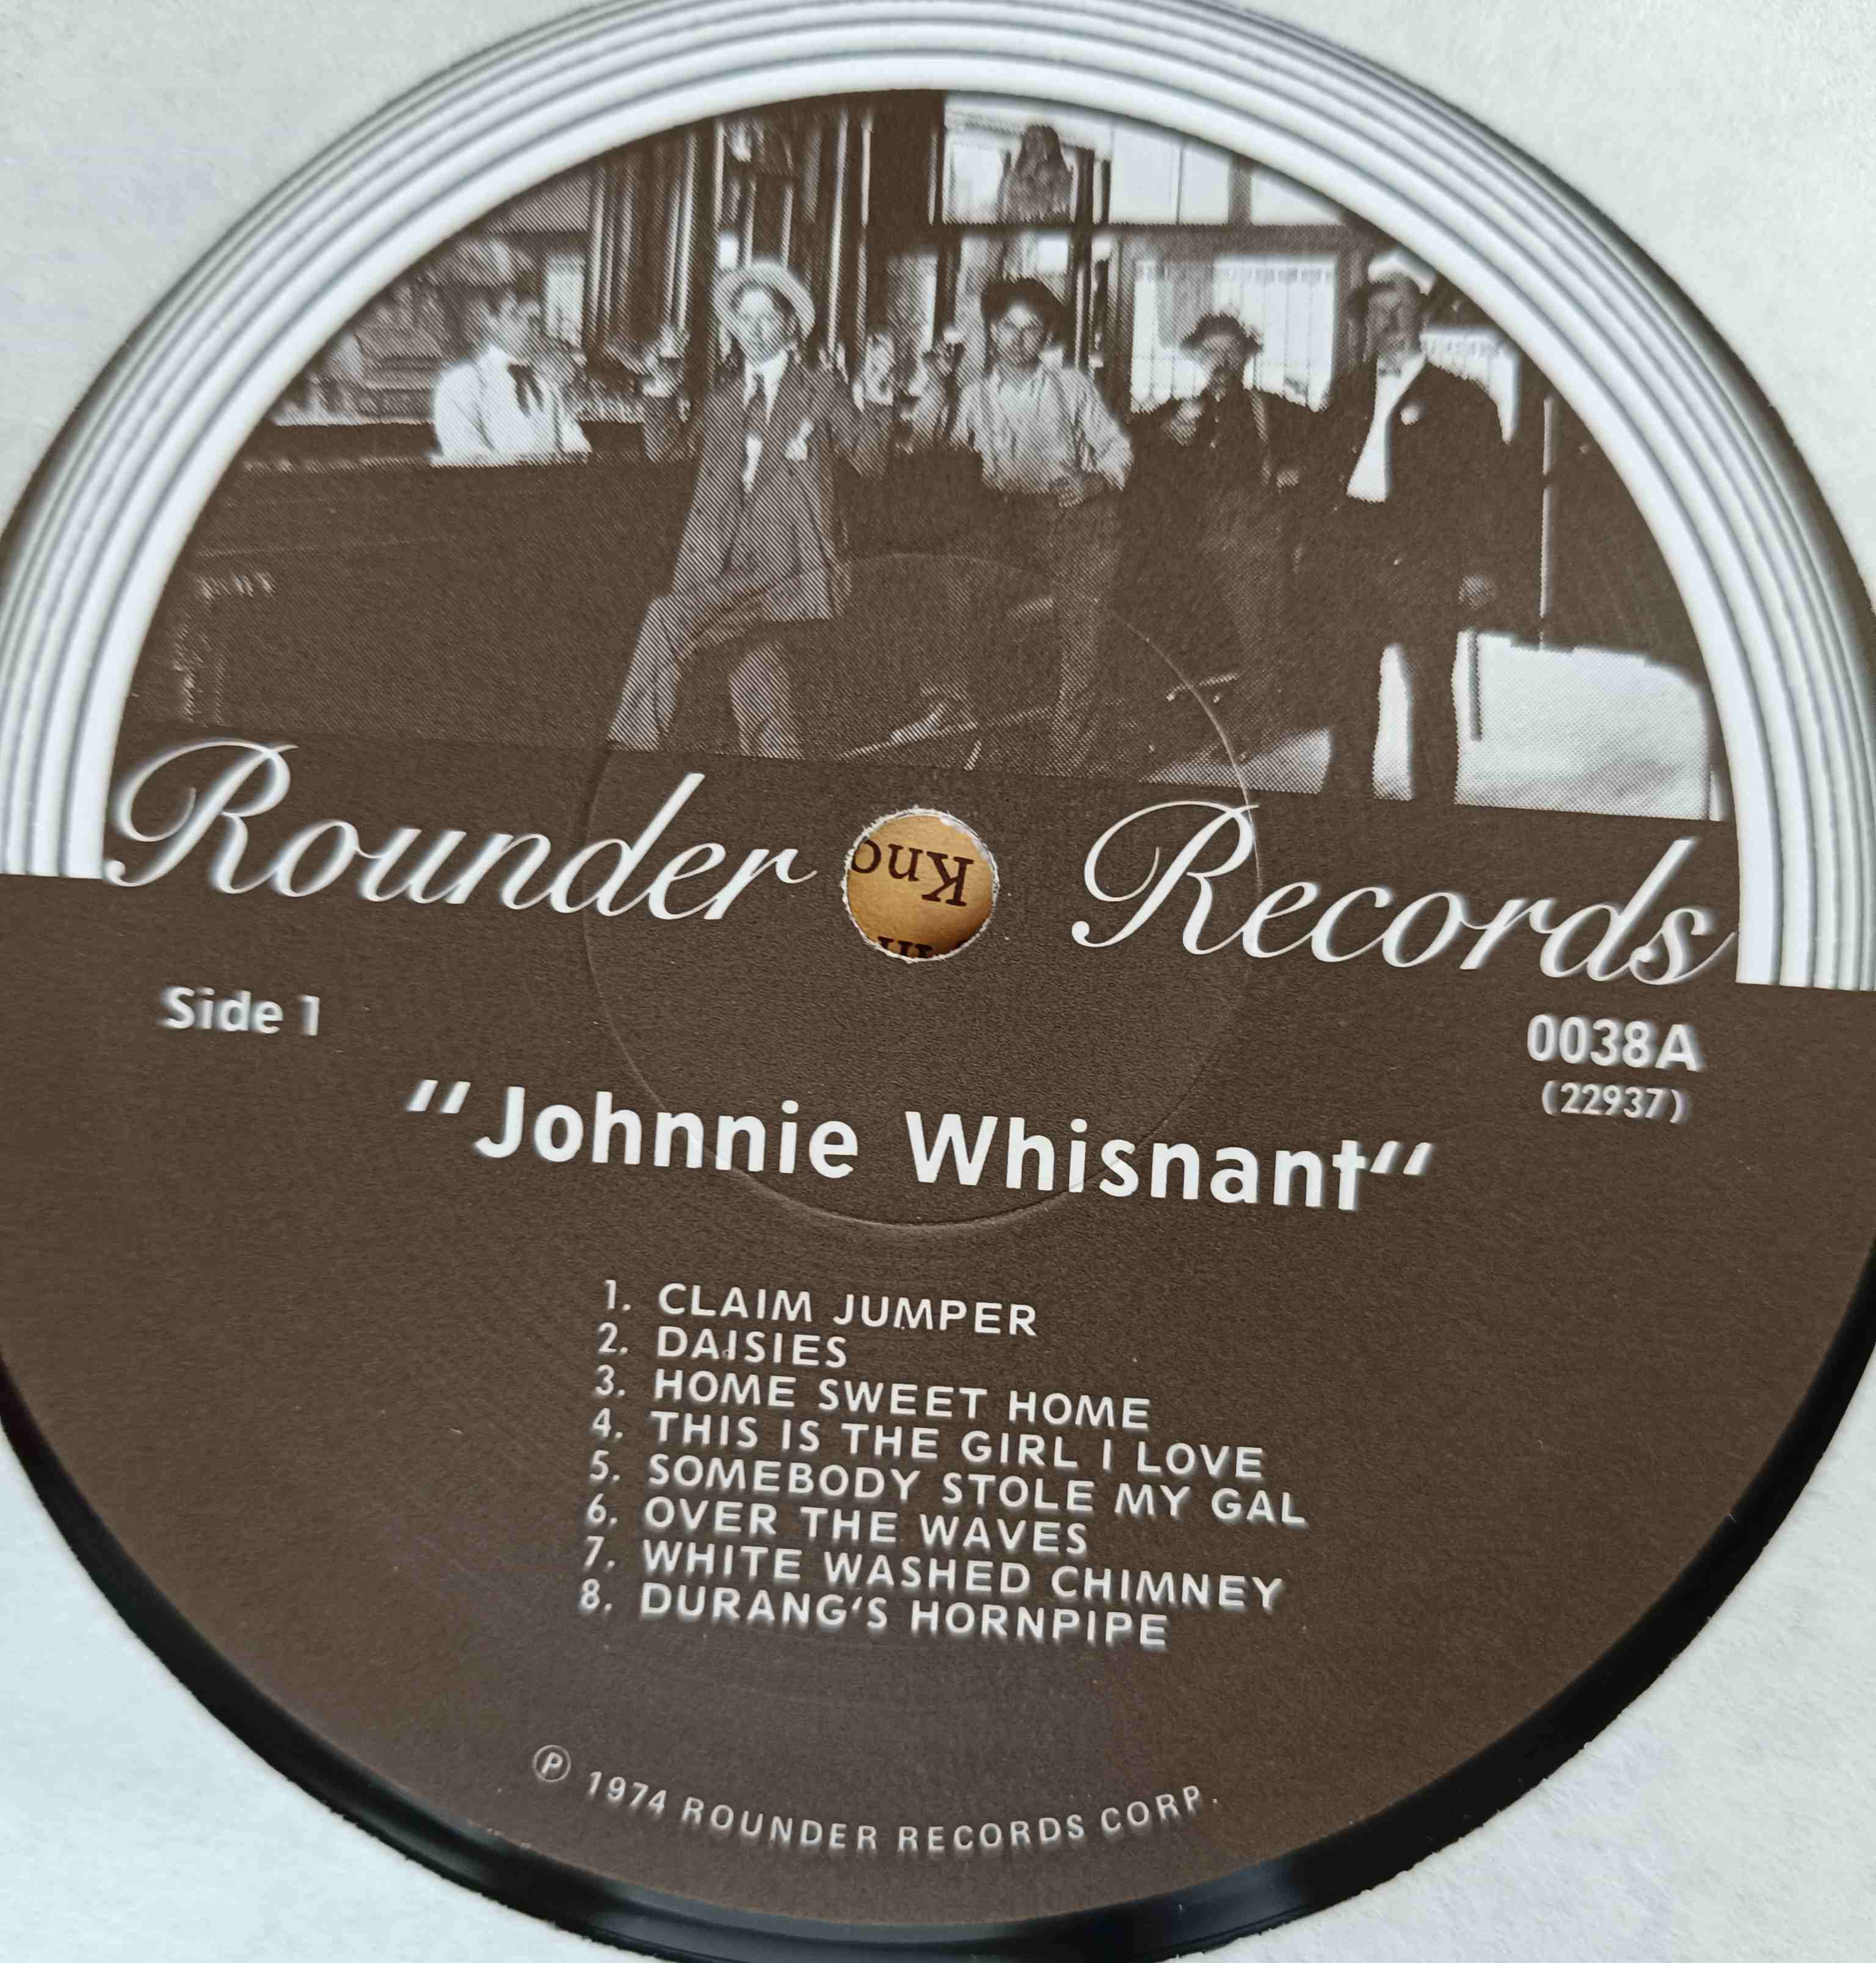 Rounder Records
Kno
Side 1
0038A
(22937)
“Johnnie Whisnant“
1. CLAIM JUMPER
2. DAISIES
3. HOME SWEET HOME
4. THIS IS THE GIRL I LOVE
5. SOMEBODY STOLE MY GAL
6. OVER THE WAVES
7. WHITE WASHED CHIMNEY
8. DURANG'S HORNPIPE
Ⓟ 1974 ROUNDER RECORDS CORP.